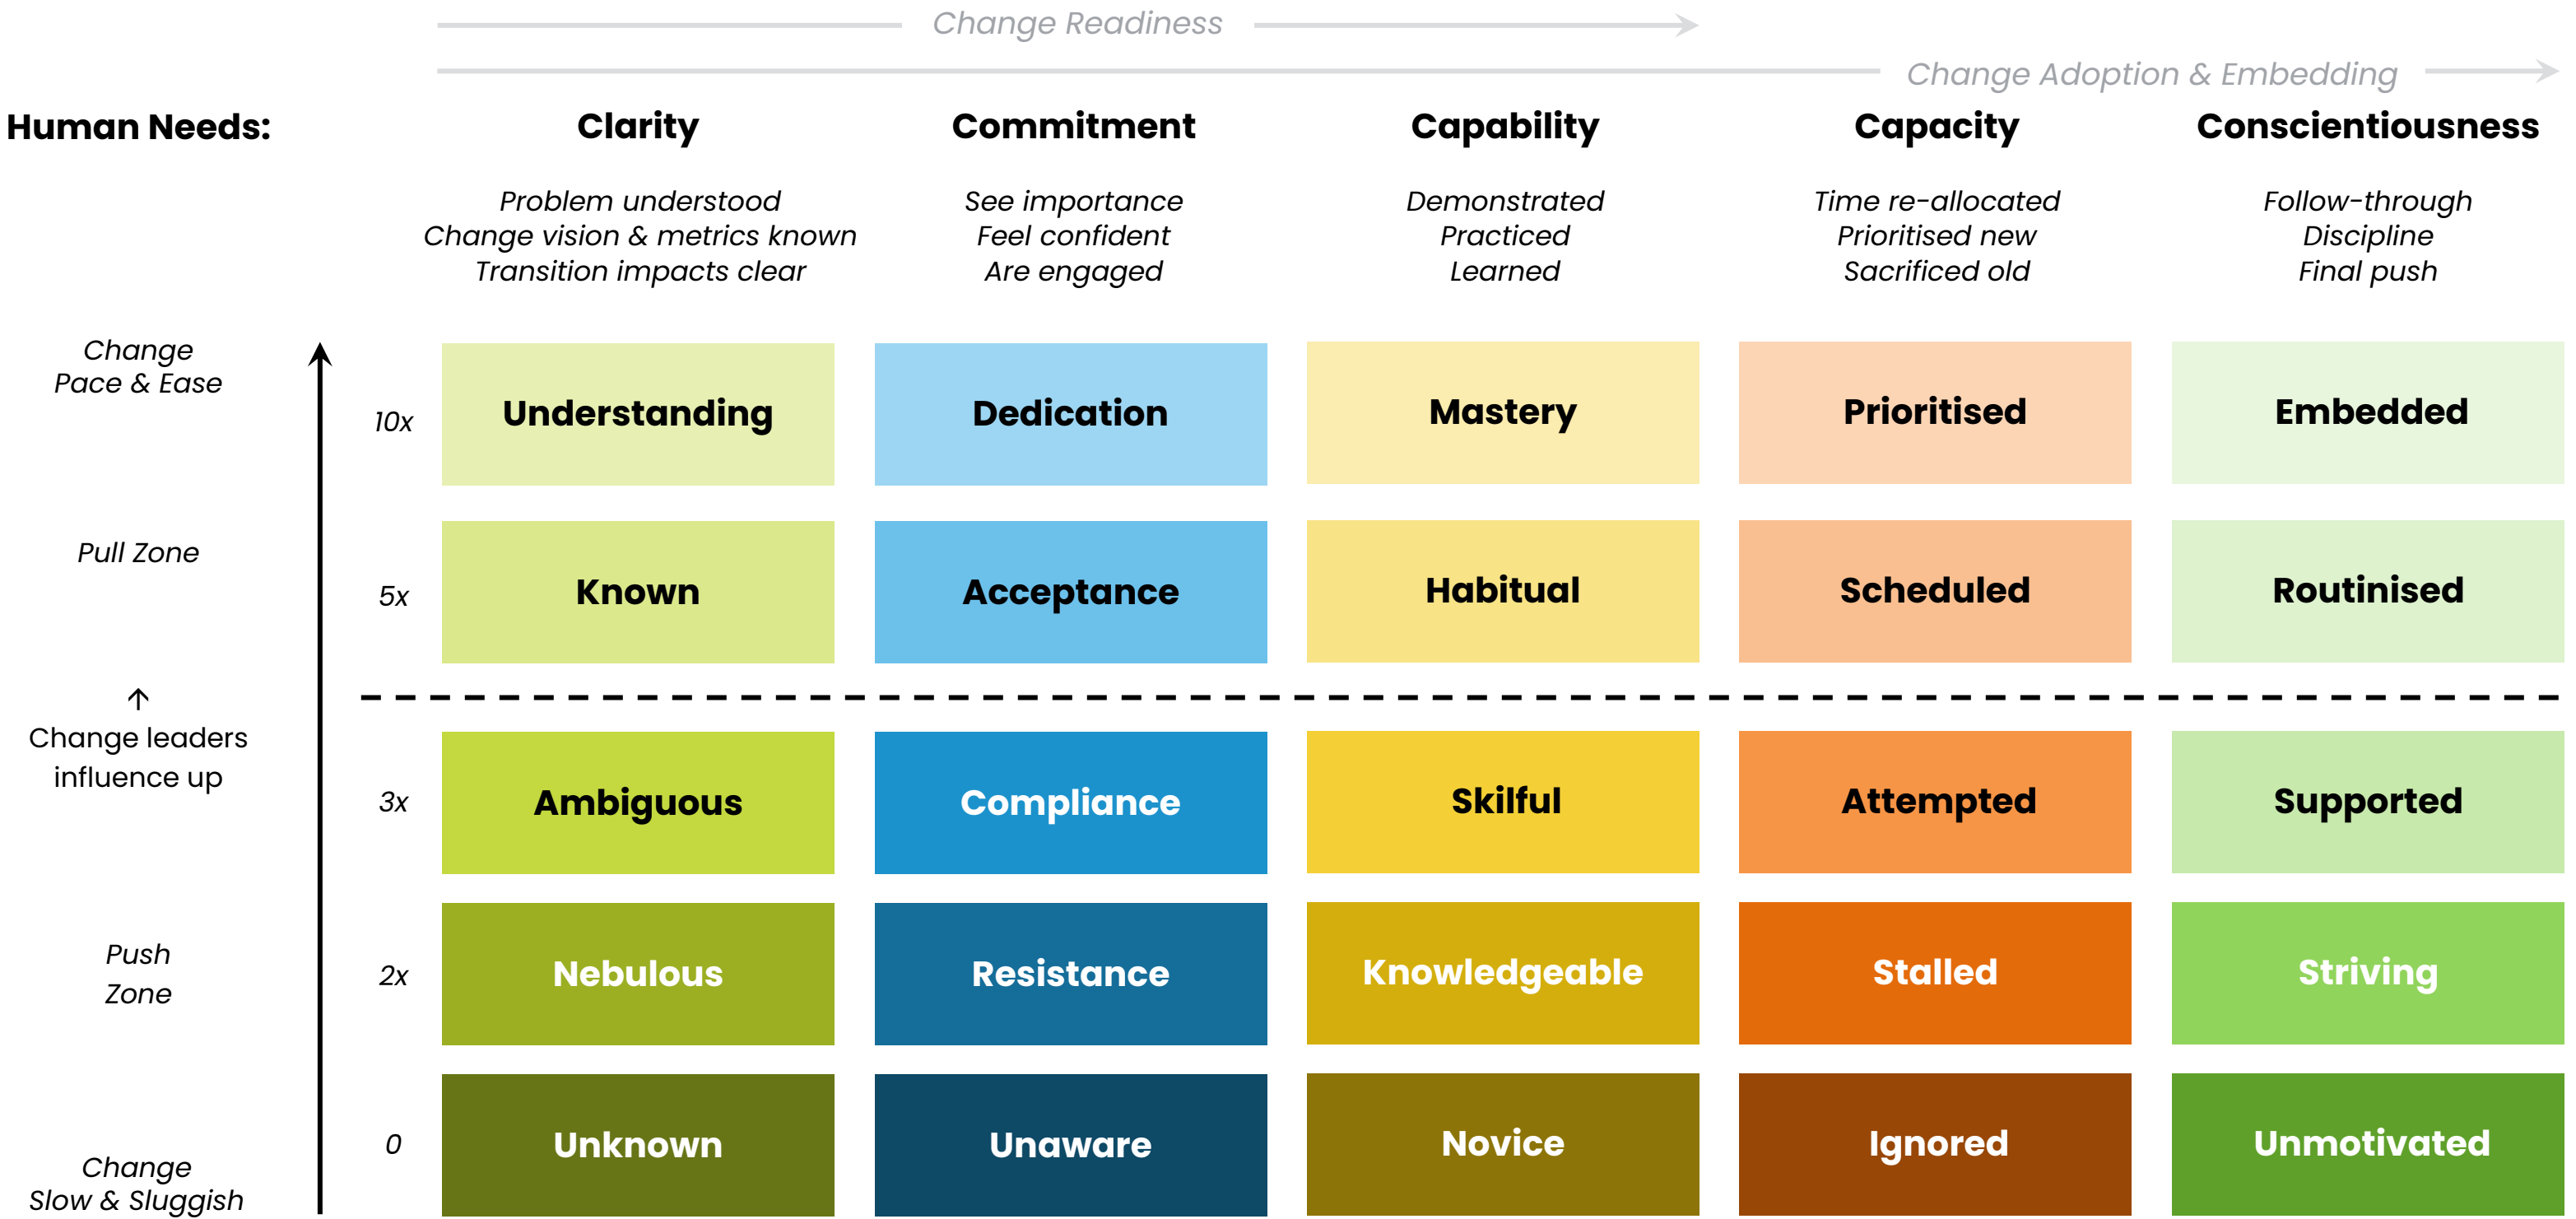 Change Readiness
Change Adoption & Embedding
Human Needs:
Clarity
Commitment
Capability
Capacity
Conscientiousness
Problem understood
Change vision & metrics known
Transition impacts clear
See importance
Feel confident
Are engaged
Demonstrated
Practiced
Learned
Time re-allocated
Prioritised new
Sacrificed old
Follow-through
Discipline
Final push
Change
Pace & Ease
10x
Understanding
Dedication
Mastery
Prioritised
Embedded
Pull Zone
5x
Known
Acceptance
Habitual
Scheduled
Routinised
↑
Change leaders
influence up
3x
Ambiguous
Compliance
Skilful
Attempted
Supported
Push
Zone
2x
Nebulous
Resistance
Knowledgeable
Stalled
Striving
Change
Slow & Sluggish
0
Unknown
Unaware
Novice
Ignored
Unmotivated